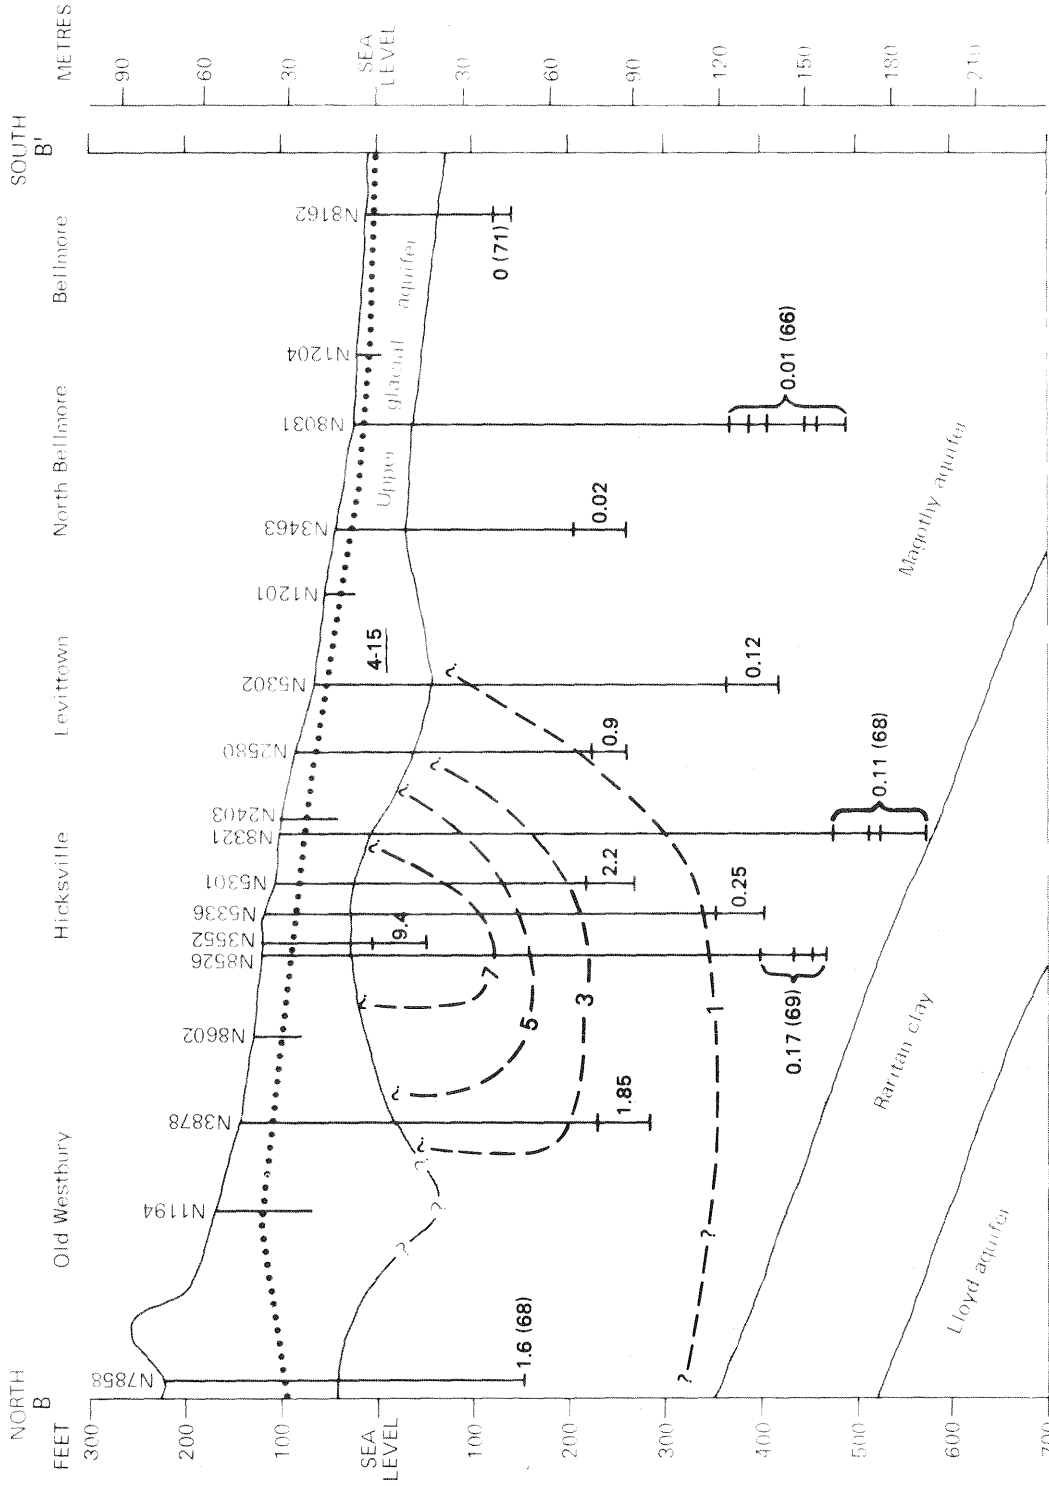 NORTH
B
Old Westbury
Hicksville
Levittown
North Bellmore
Bellmore
SOUTH
B'
FEET
METRES
300
200
100
SEA
LEVEL
100
200
300
400
500
600
700
90
60
30
SEA
LEVEL
30
60
90
120
150
180
210
N7858
N1194
N3878
N8602
N8526
N3552
N5336
N5301
N8321
N2403
N2580
N5302
N1201
N3463
N8031
N1204
N8162
Upper glacial aquifer
4-15
9.4
7
5
3
1
2.2
0.9
0.25
0.12
0.02
0 (71)
0.01 (66)
0.11 (68)
0.17 (69)
1.85
1.6 (68)
?
?
?
?
?
?
?
?
?
?
?
?
?
Magothy aquifer
Raritan clay
Lloyd aquifer